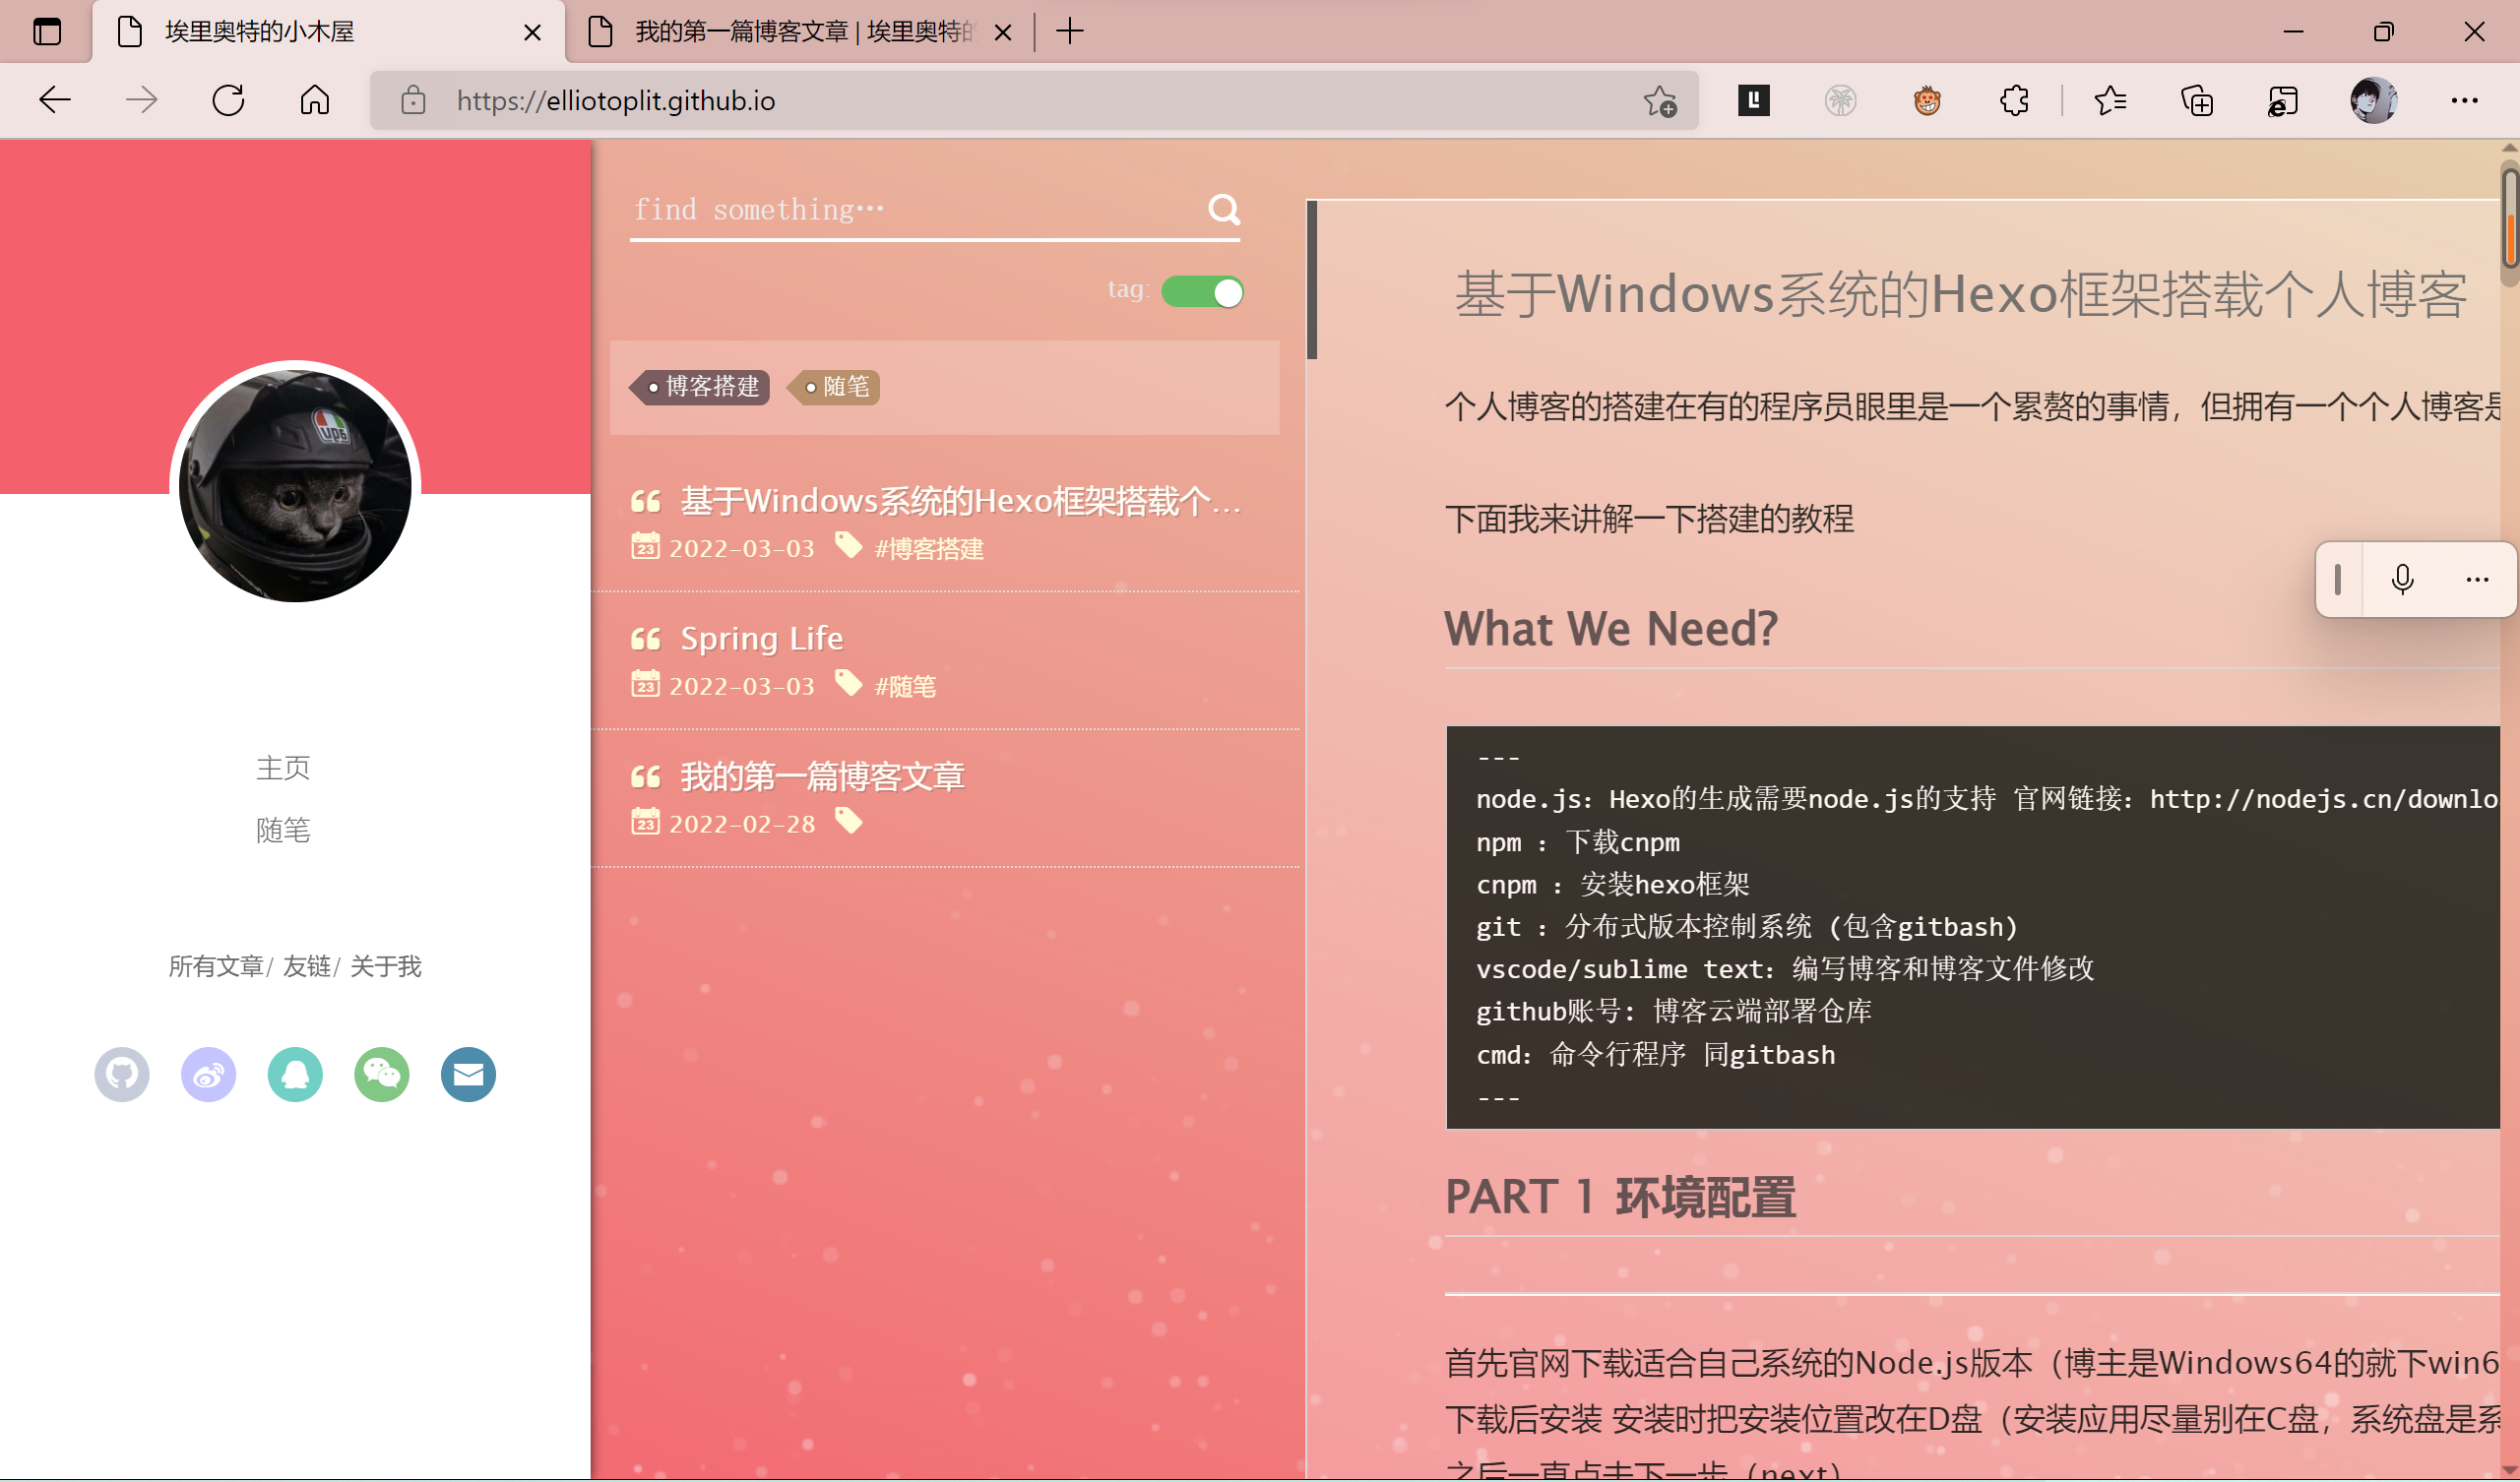 埃里奥特的小木屋
我的第一篇博客文章 | 埃里奥特的
https://elliotoplit.github.io
主页
随笔
所有文章/ 友链/ 关于我
find something…
tag:
博客搭建 随笔
基于Windows系统的Hexo框架搭载个…
23 2022-03-03 #博客搭建
Spring Life
23 2022-03-03 #随笔
我的第一篇博客文章
23 2022-02-28
基于Windows系统的Hexo框架搭载个人博客
个人博客的搭建在有的程序员眼里是一个累赘的事情，但拥有一个个人博客是
下面我来讲解一下搭建的教程
What We Need?
---
node.js：Hexo的生成需要node.js的支持 官网链接：http://nodejs.cn/downlo
npm ：下载cnpm
cnpm ：安装hexo框架
git ：分布式版本控制系统 (包含gitbash)
vscode/sublime text：编写博客和博客文件修改
github账号: 博客云端部署仓库
cmd：命令行程序 同gitbash
---
PART 1 环境配置
首先官网下载适合自己系统的Node.js版本（博主是Windows64的就下win6
下载后安装 安装时把安装位置改在D盘（安装应用尽量别在C盘，系统盘是系
之后一直点击下一步（next）